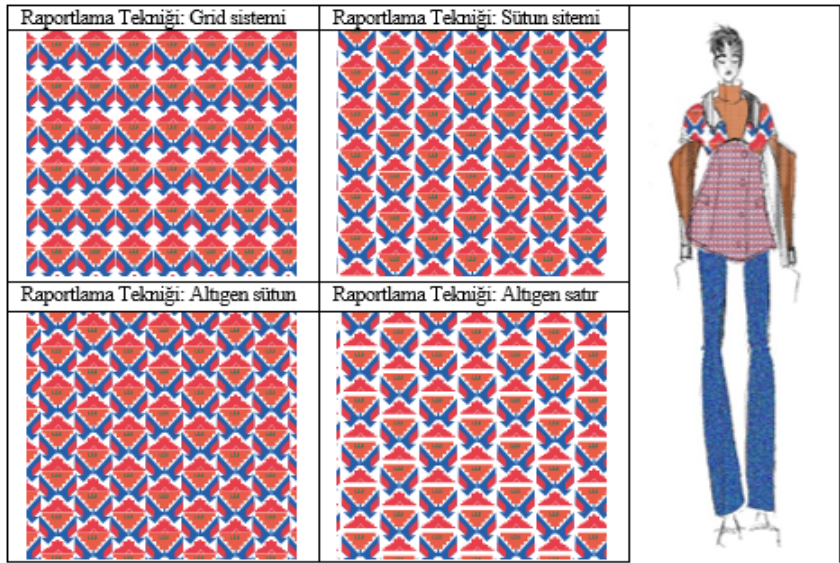 Raportlama Tekniği: Grid sistemi
Raportlama Tekniği: Sütun sitemi
Raportlama Tekniği: Altıgen sütun
Raportlama Tekniği: Altıgen satır